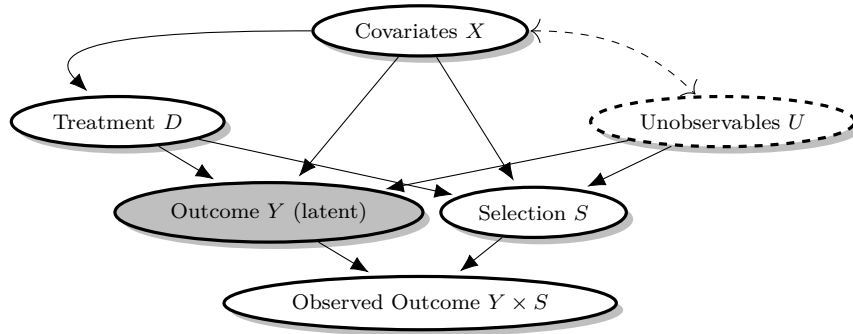 Covariates X
Treatment D
Unobservables U
Outcome Y (latent)
Selection S
Observed Outcome Y × S